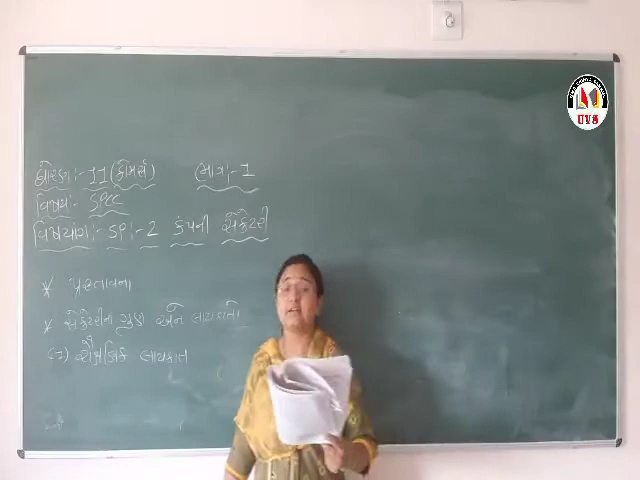 ધોરણ :- 11 (કોમર્સ) ભાગ :- 1
વિષય :- SPCC
વિષયાંગ :- SP :- 2 કંપની સેક્રેટરી
* પ્રસ્તાવના
* સેક્રેટરીના ગુણો અને લાયકાતો
(1) શૈક્ષણિક લાયકાત
UVS